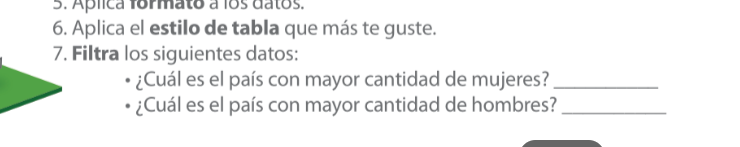 5. Aplica formato a los datos.
6. Aplica el estilo de tabla que más te guste.
7. Filtra los siguientes datos:
• ¿Cuál es el país con mayor cantidad de mujeres? ____________
• ¿Cuál es el país con mayor cantidad de hombres? ____________